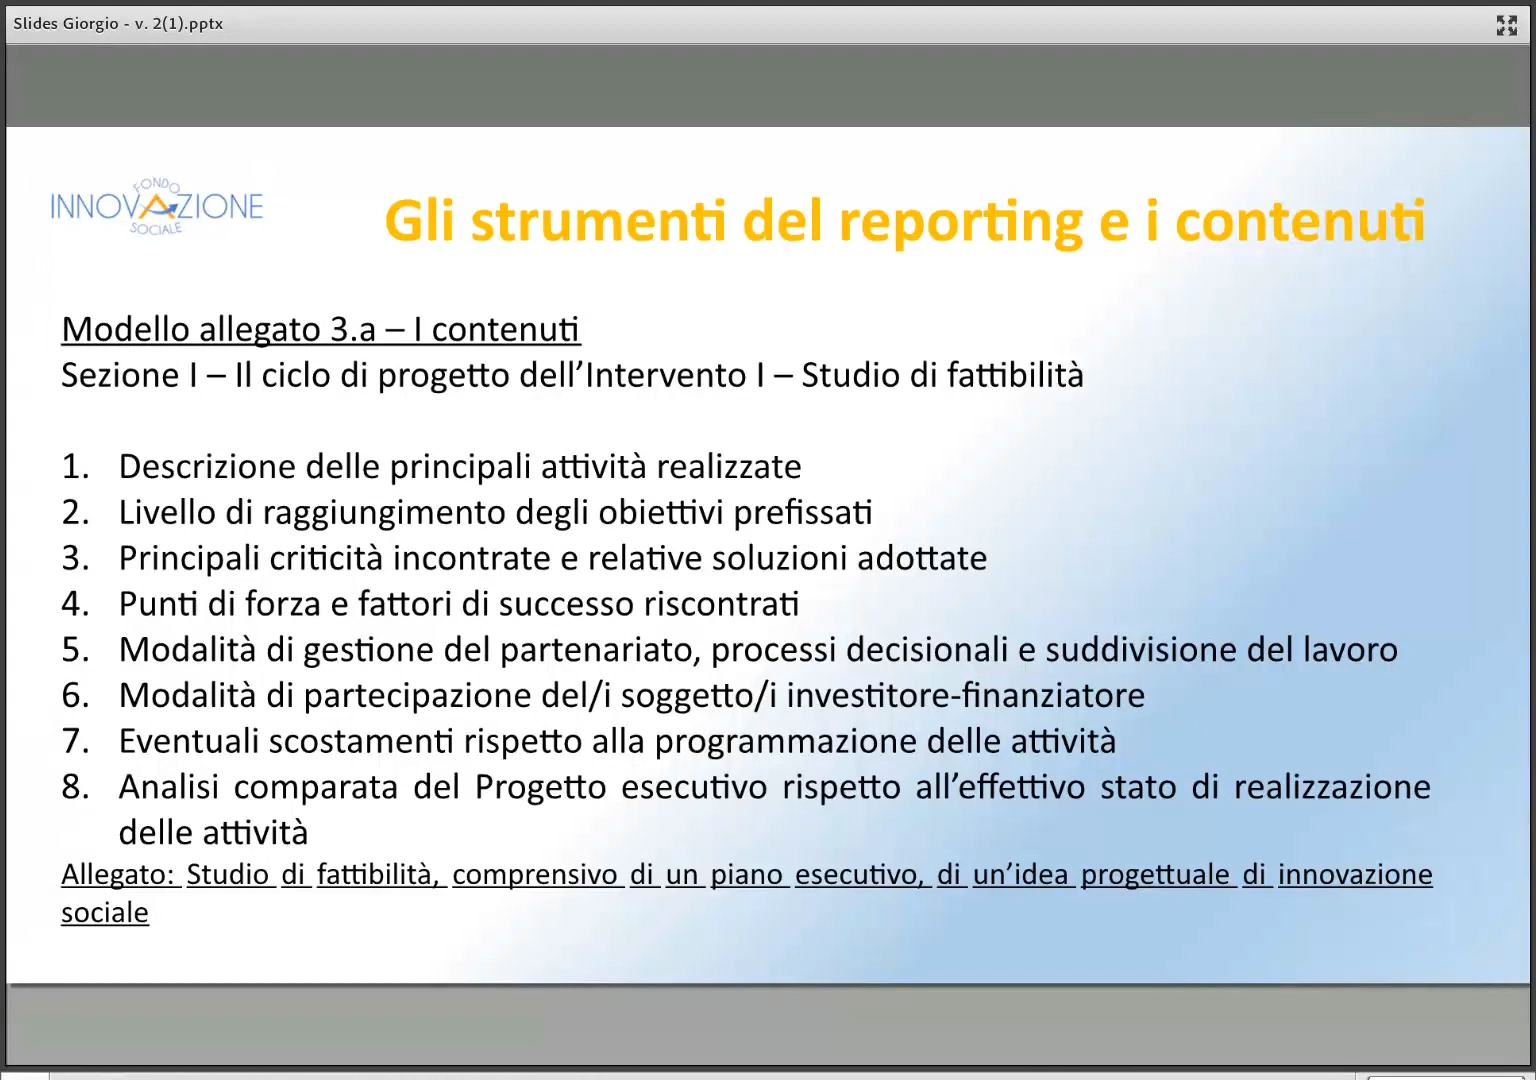 Slides Giorgio - v. 2(1).pptx
FONDO
INNOVAZIONE
SOCIALE
Gli strumenti del reporting e i contenuti
Modello allegato 3.a – I contenuti
Sezione I – Il ciclo di progetto dell’Intervento I – Studio di fattibilità
1. Descrizione delle principali attività realizzate
2. Livello di raggiungimento degli obiettivi prefissati
3. Principali criticità incontrate e relative soluzioni adottate
4. Punti di forza e fattori di successo riscontrati
5. Modalità di gestione del partenariato, processi decisionali e suddivisione del lavoro
6. Modalità di partecipazione del/i soggetto/i investitore-finanziatore
7. Eventuali scostamenti rispetto alla programmazione delle attività
8. Analisi comparata del Progetto esecutivo rispetto all’effettivo stato di realizzazione
delle attività
Allegato: Studio di fattibilità, comprensivo di un piano esecutivo, di un’idea progettuale di innovazione
sociale